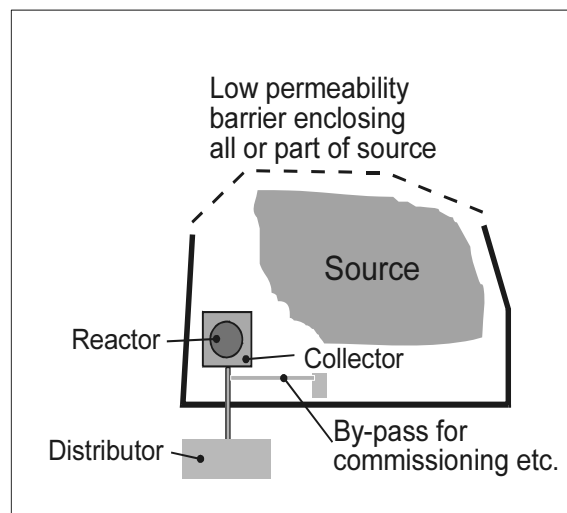 Low permeability
barrier enclosing
all or part of source
Source
Reactor
Collector
By-pass for
commissioning etc.
Distributor